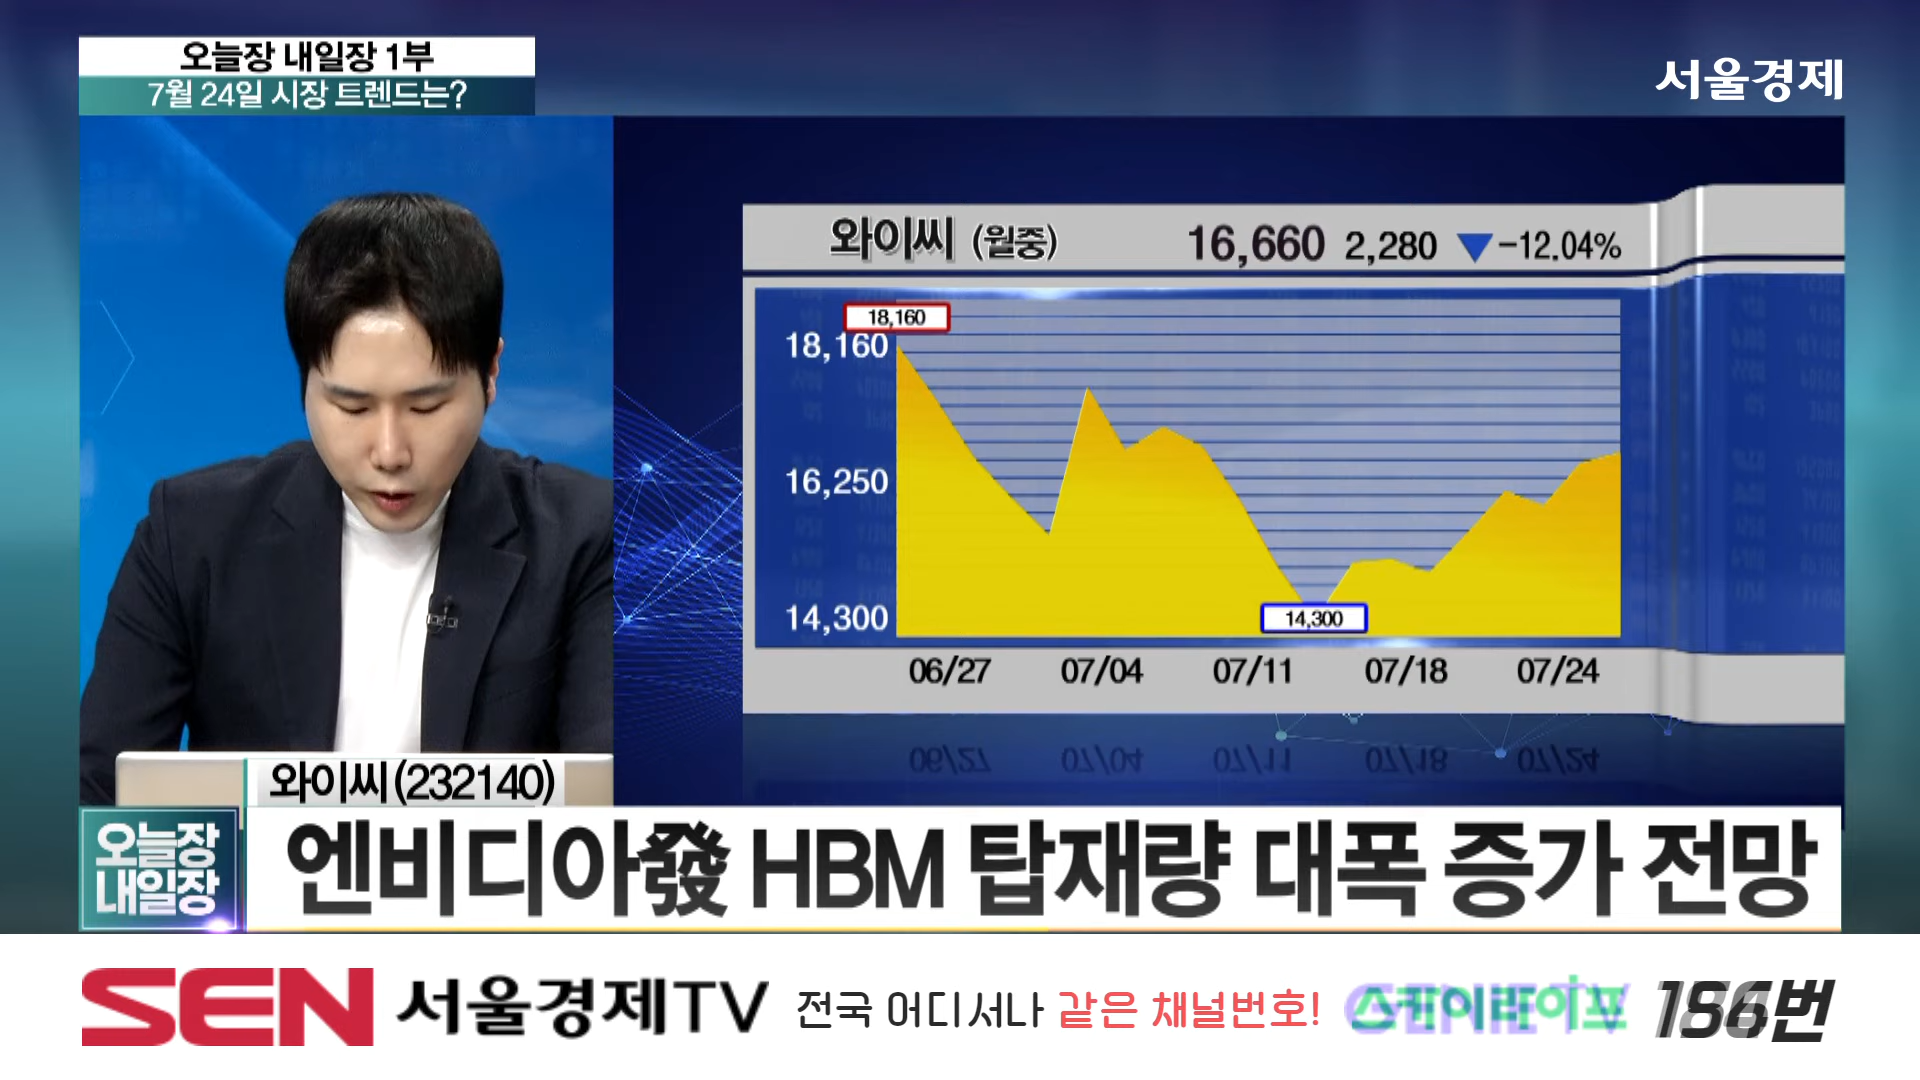 오늘장 내일장 1부
7월 24일 시장 트렌드는?
서울경제
와이씨 (월중) 16,660 2,280 ▼-12.04%
18,160
18,160
16,250
14,300
14,300
06/27 07/04 07/11 07/18 07/24
와이씨(232140)
오늘장
내일장
엔비디아發 HBM 탑재량 대폭 증가 전망
SEN 서울경제TV 전국 어디서나 같은 채널번호!